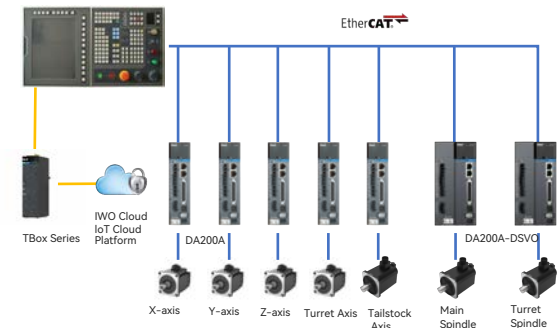 EtherCAT
TBox Series
IWO Cloud
IoT Cloud
Platform
DA200A
DA200A-DSVO
X-axis
Y-axis
Z-axis
Turret Axis
Tailstock
Axis
Main
Spindle
Turret
Spindle